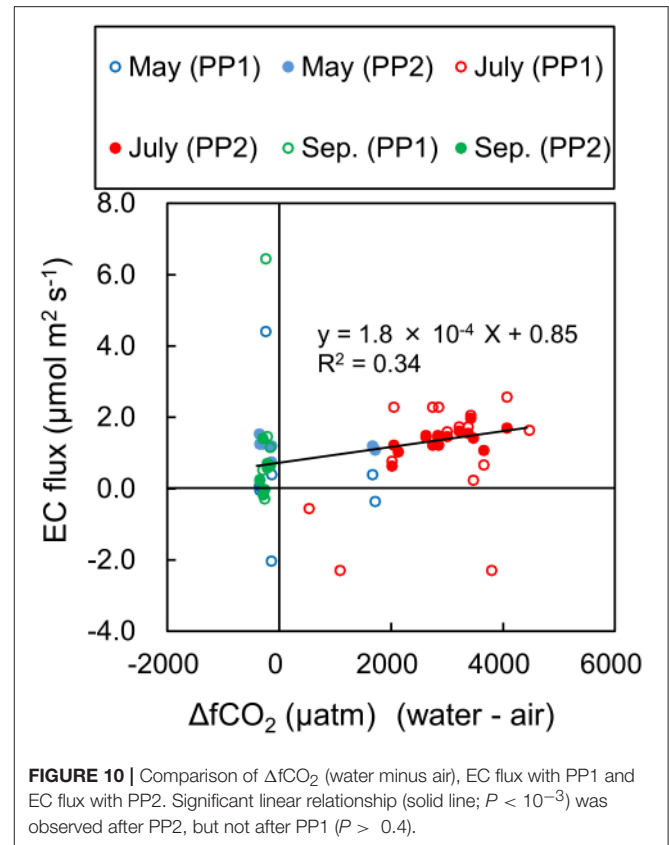 May (PP1) May (PP2) July (PP1)
July (PP2) Sep. (PP1) Sep. (PP2)
8.0
6.0
4.0
2.0
0.0
-2.0
-4.0
EC flux (µmol m² s⁻¹)
y = 1.8 × 10⁻⁴ X + 0.85
R² = 0.34
-2000 0 2000 4000 6000
ΔfCO₂ (µatm) (water - air)
FIGURE 10 | Comparison of ΔfCO₂ (water minus air), EC flux with PP1 and
EC flux with PP2. Significant linear relationship (solid line; P < 10⁻³) was
observed after PP2, but not after PP1 (P > 0.4).